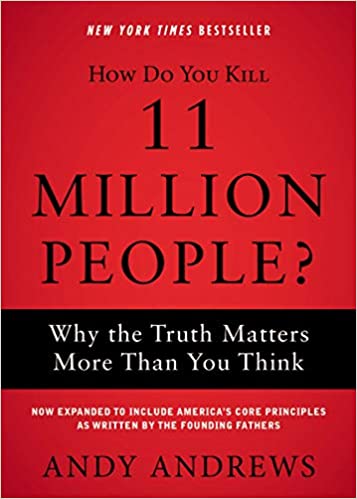 NEW YORK TIMES BESTSELLER
HOW DO YOU KILL
11
MILLION
PEOPLE?
Why the Truth Matters
More Than You Think
NOW EXPANDED TO INCLUDE AMERICA'S CORE PRINCIPLES
AS WRITTEN BY THE FOUNDING FATHERS
ANDY ANDREWS